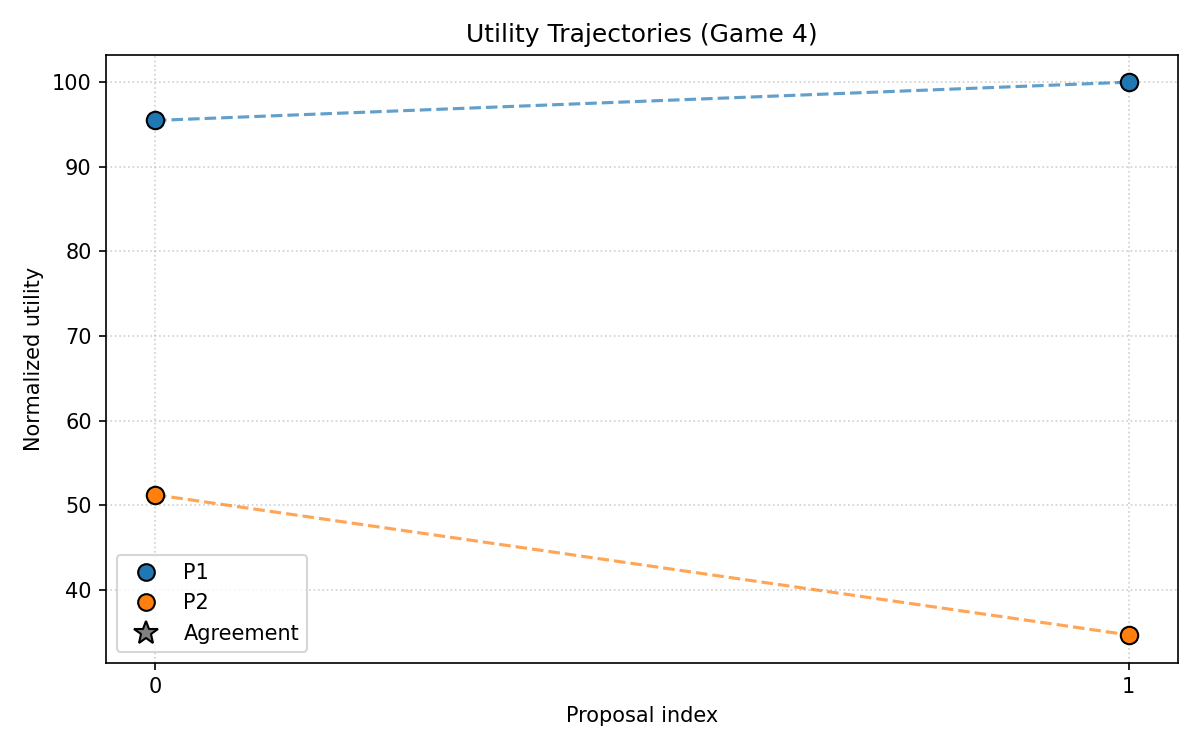 Utility Trajectories (Game 4)
100
90
80
70
60
50
40
Normalized utility
P1
P2
Agreement
0
1
Proposal index